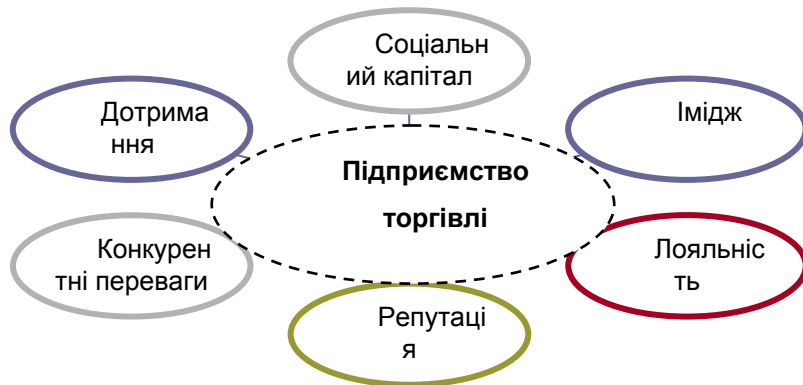 Соціальн
ий капітал
Дотрима
ння
Імідж
Підприємство
торгівлі
Конкурен
тні переваги
Лояльніс
ть
Репутаці
я